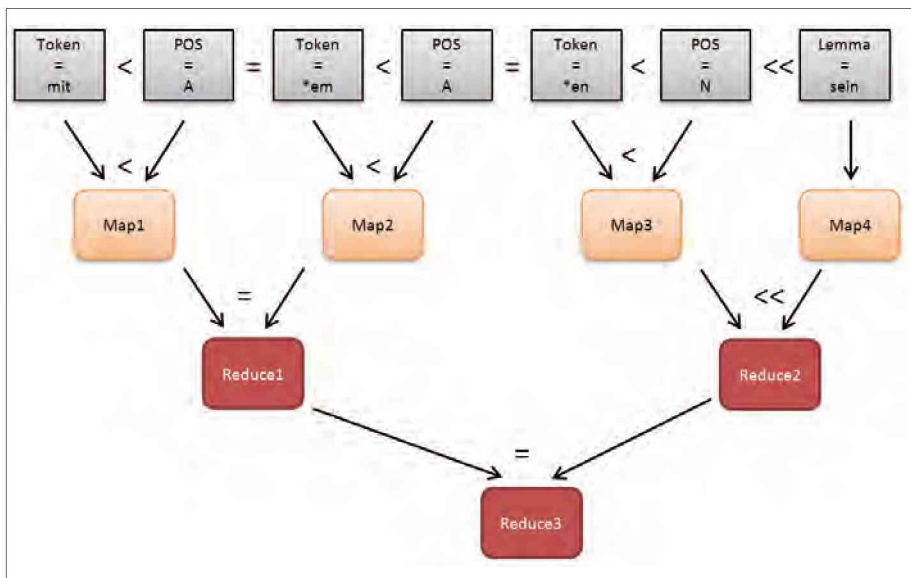 Token < POS = Token < POS = Token < POS << Lemma
= = = = = = =
mit A *em A *en N sein
< < <
Map1 Map2 Map3 Map4
= <<
Reduce1 Reduce2
=
Reduce3